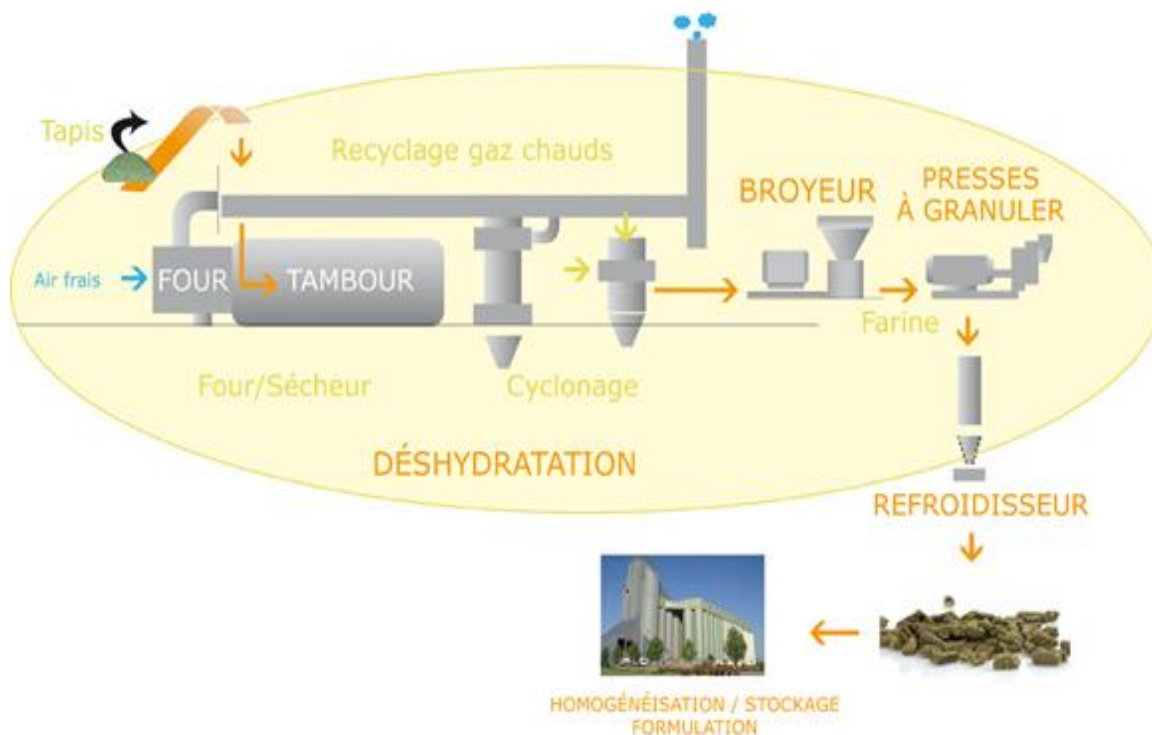 Tapis
Recyclage gaz chauds
BROYEUR
PRESSES
À GRANULER
Air frais
FOUR
TAMBOUR
Farine
Four/Sécheur
Cyclonage
DÉSHYDRATATION
REFROIDISSEUR
HOMOGÉNÉISATION / STOCKAGE
FORMULATION